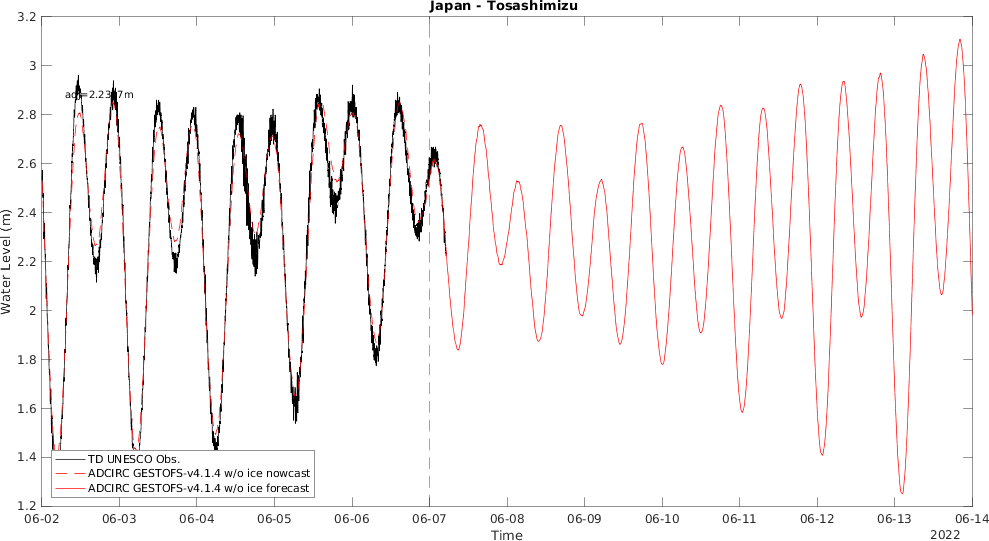 Japan - Tosashimizu
3.2
3
2.8
2.6
2.4
2.2
2
1.8
1.6
1.4
1.2
Water Level (m)
TD UNESCO Obs.
ADCIRC GESTOFS-v4.1.4 w/o ice nowcast
ADCIRC GESTOFS-v4.1.4 w/o ice forecast
06-02 06-03 06-04 06-05 06-06 06-07 06-08 06-09 06-10 06-11 06-12 06-13 06-14
Time
2022